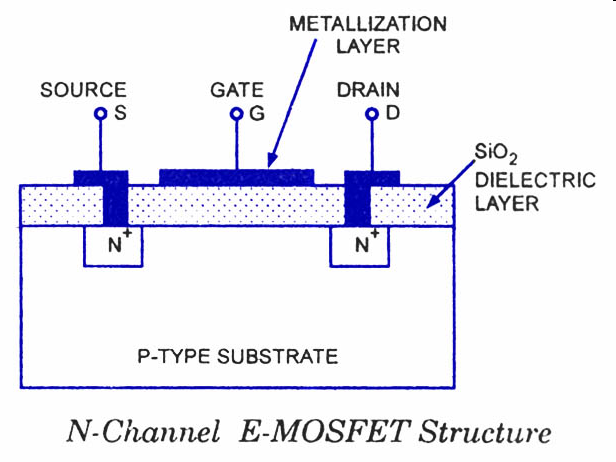 METALLIZATION
LAYER
SOURCE
GATE
DRAIN
S
G
D
SiO₂
DIELECTRIC
LAYER
N⁺
N⁺
P-TYPE SUBSTRATE
N-Channel E-MOSFET Structure